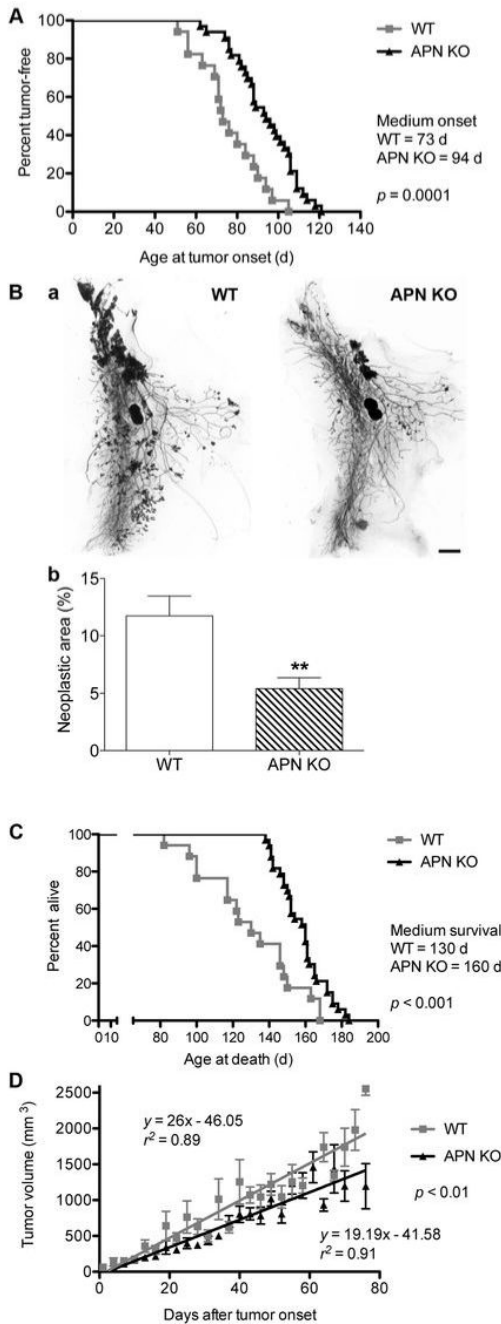 A
Percent tumor-free
100
80
60
40
20
0
0 20 40 60 80 100 120 140
Age at tumor onset (d)
WT
APN KO
Medium onset
WT = 73 d
APN KO = 94 d
p = 0.0001
B a WT APN KO
b
Neoplastic area (%)
15
10
5
0
WT APN KO
**
C
Percent alive
100
80
60
40
20
0
0 10 80 100 120 140 160 180 200
Age at death (d)
WT
APN KO
Medium survival
WT = 130 d
APN KO = 160 d
p < 0.001
D
Tumor volume (mm 3)
2500
2000
1500
1000
500
0
0 20 40 60 80
Days after tumor onset
y = 26x - 46.05
r2 = 0.89
WT
APN KO
p < 0.01
y = 19.19x - 41.58
r2 = 0.91